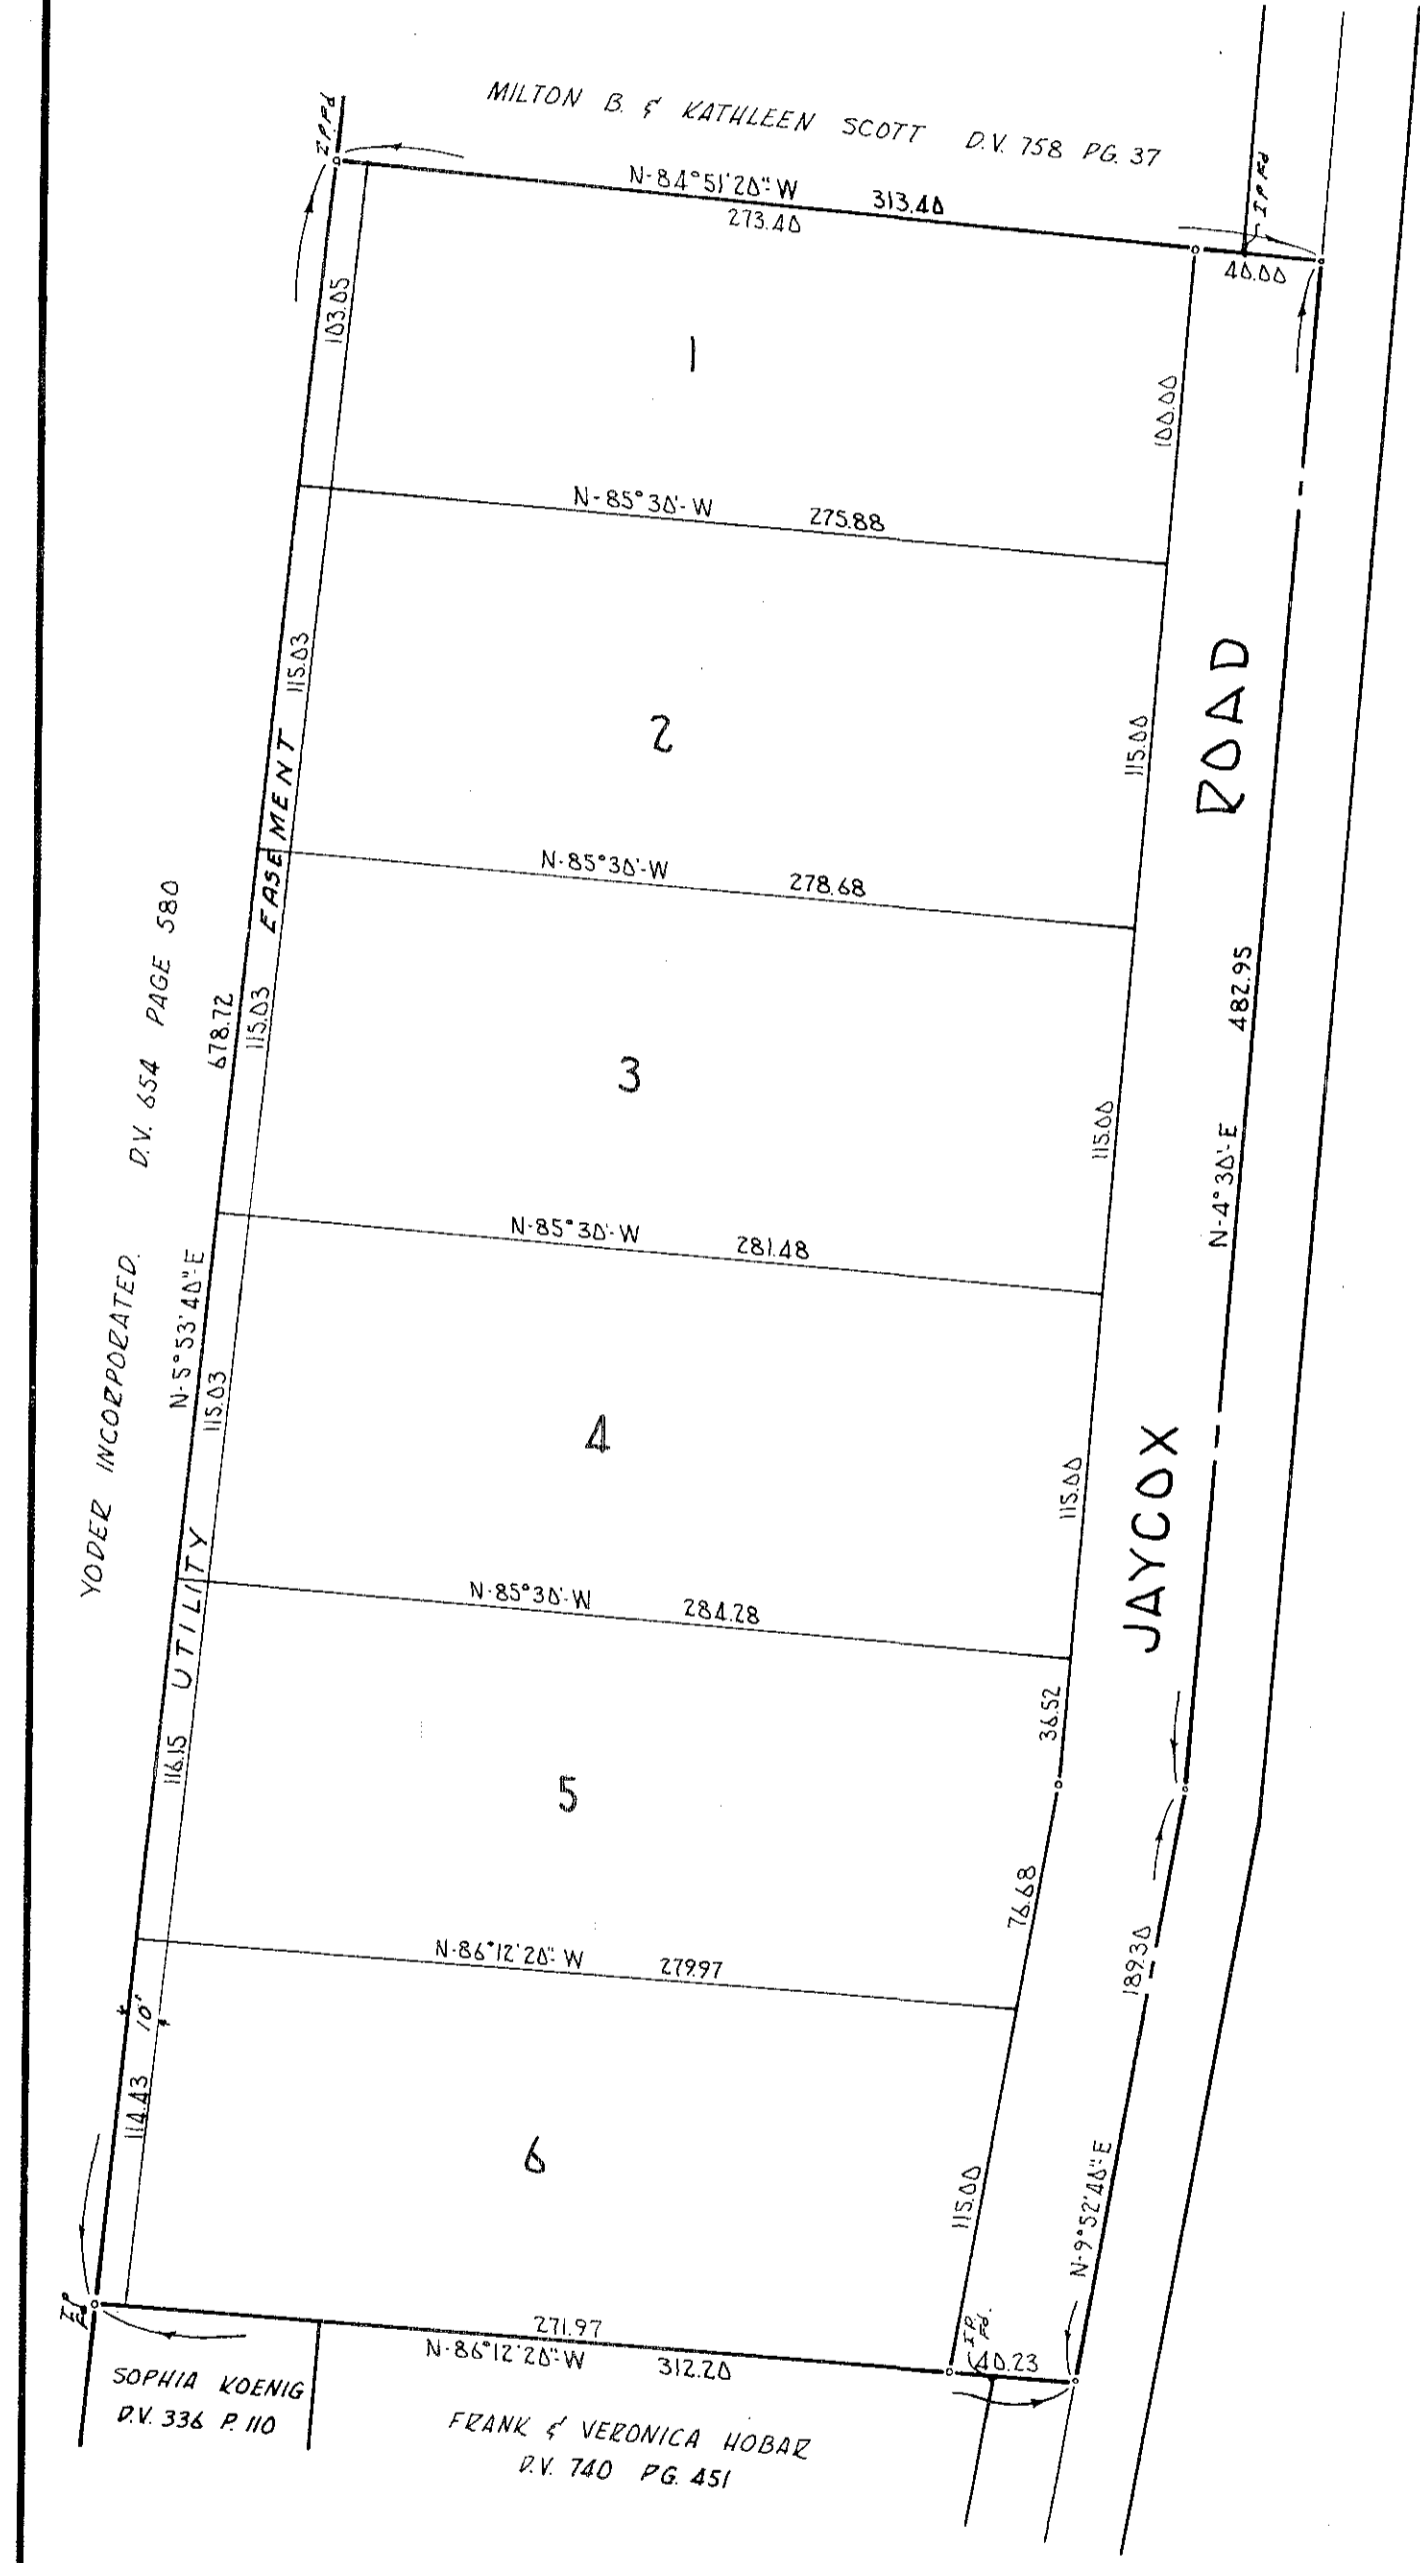 MILTON B. & KATHLEEN SCOTT D.V. 758 PG. 37
I.P. Fd
I.P. Fd
N-84°51'20"-W 313.40
273.40
40.00
103.05
1
100.00
N-85°30'-W 275.88
115.03
2
115.00
ROAD
N-85°30'-W 278.68
EASEMENT
YODER INCORPORATED. D.V. 654 PAGE 580
678.72
N-5°53'40"-E
115.03
3
115.00
482.95
N-4°30'-E
N-85°30'-W 281.48
115.03
4
115.00
JAYCOX
UTILITY
N-85°30'-W 284.28
36.52
116.15
5
76.68
189.30
N-86°12'20"-W 279.97
10'
114.43
6
115.00
N-9°52'40"-E
I.P. Fd.
I.P. Fd.
271.97
N-86°12'20"-W 312.20
40.23
SOPHIA KOENIG
D.V. 336 P. 110
FRANK & VERONICA HOBAR
D.V. 740 PG. 451